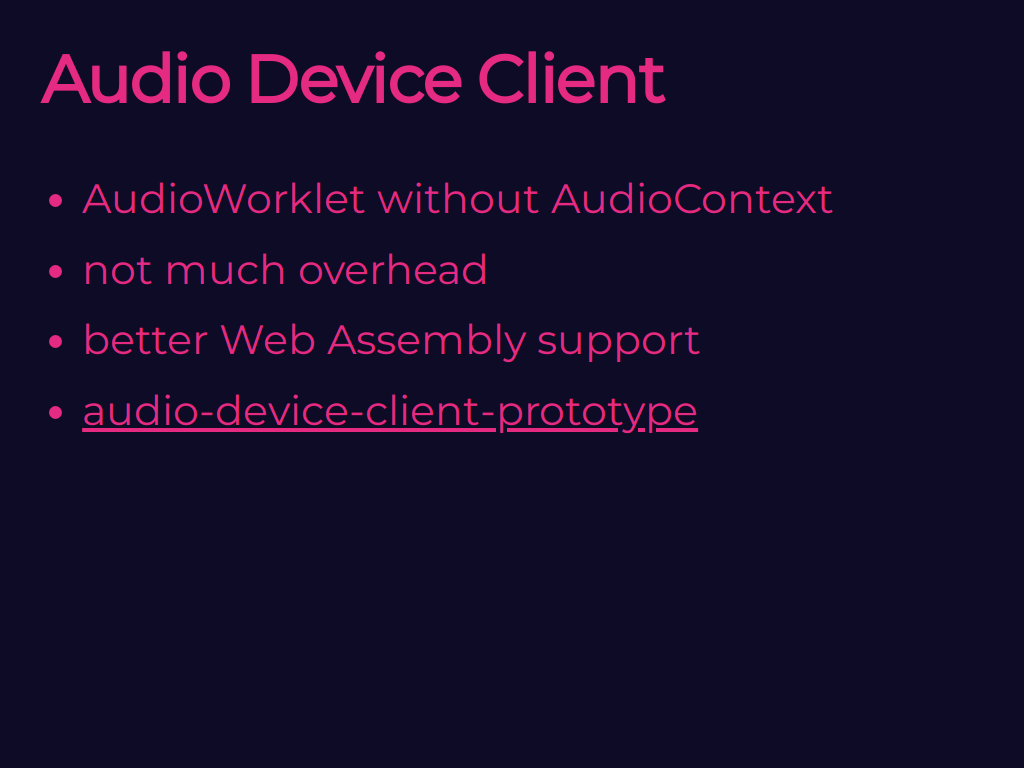 Audio Device Client
AudioWorklet without AudioContext
not much overhead
better Web Assembly support
audio-device-client-prototype